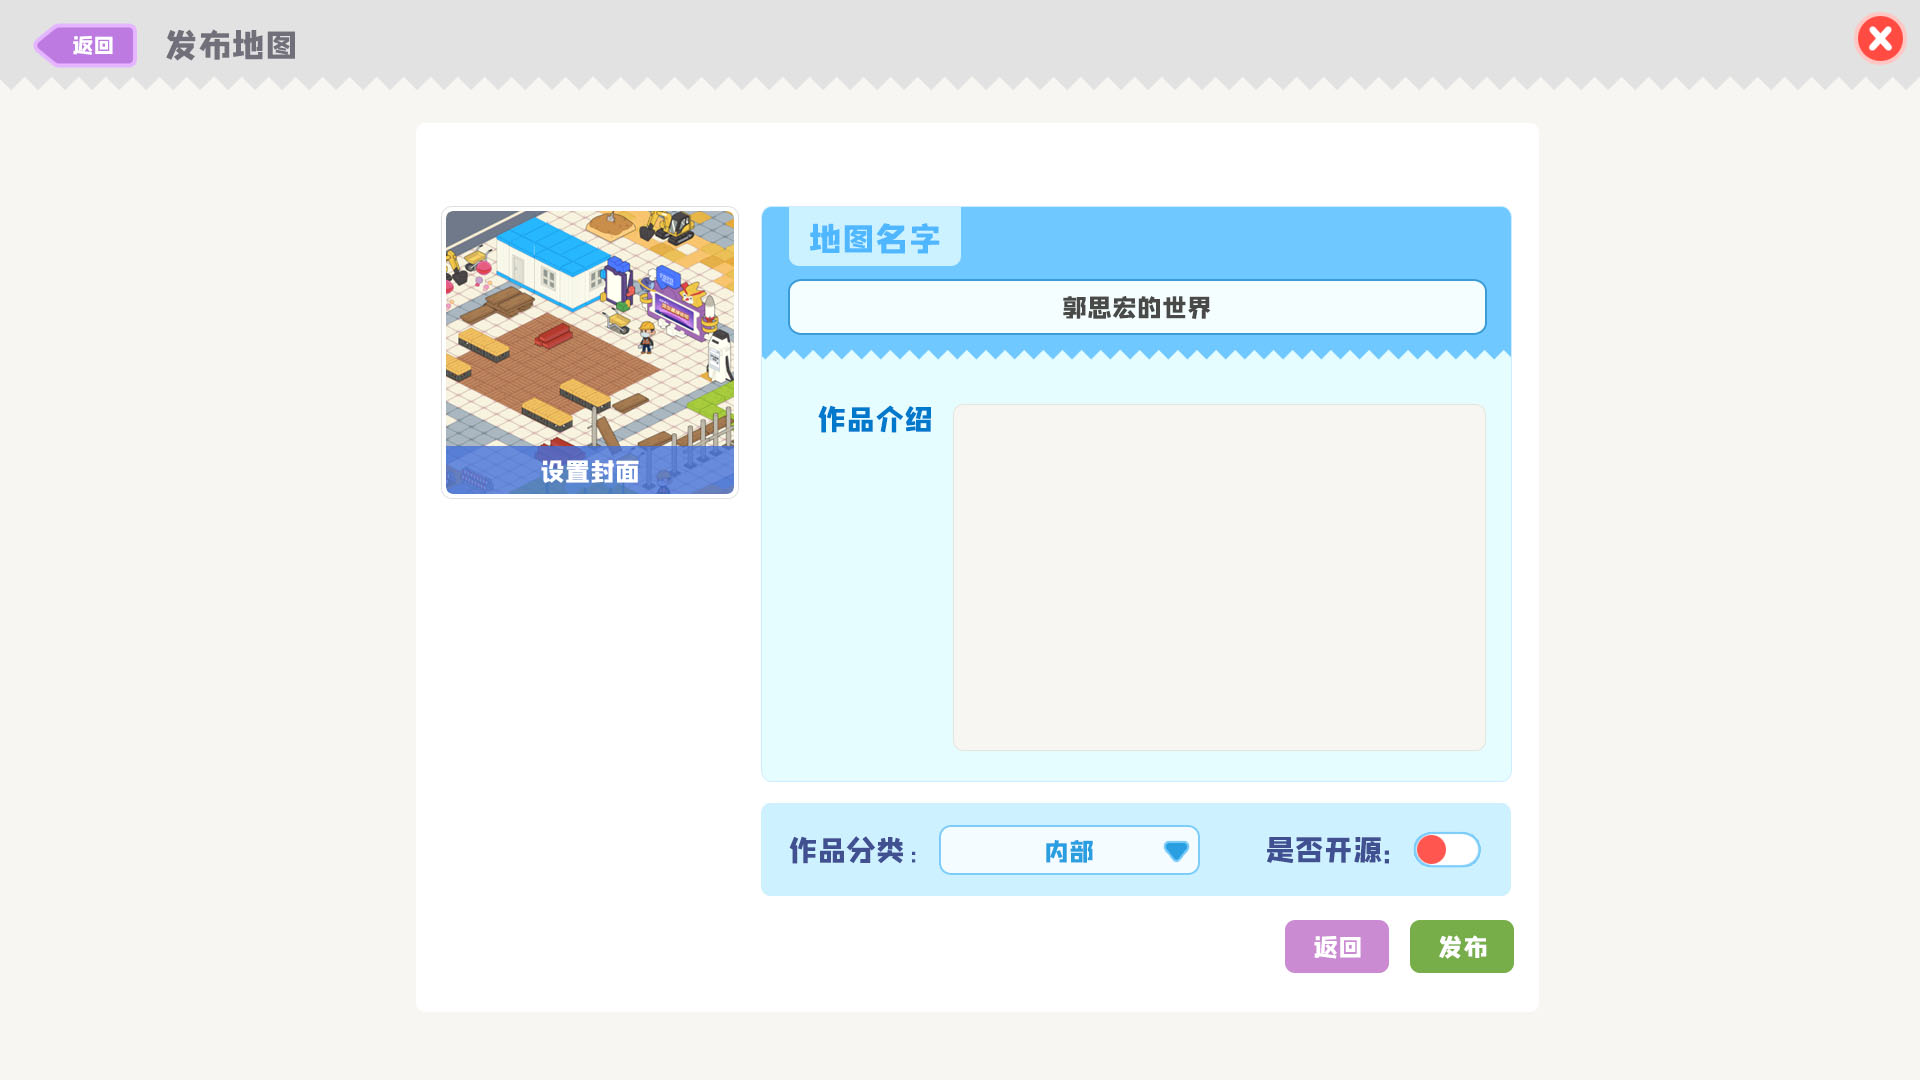 返回
发布地图
地图名字
郭思宏的世界
作品介绍
设置封面
作品分类：
内部
是否开源：
返回
发布